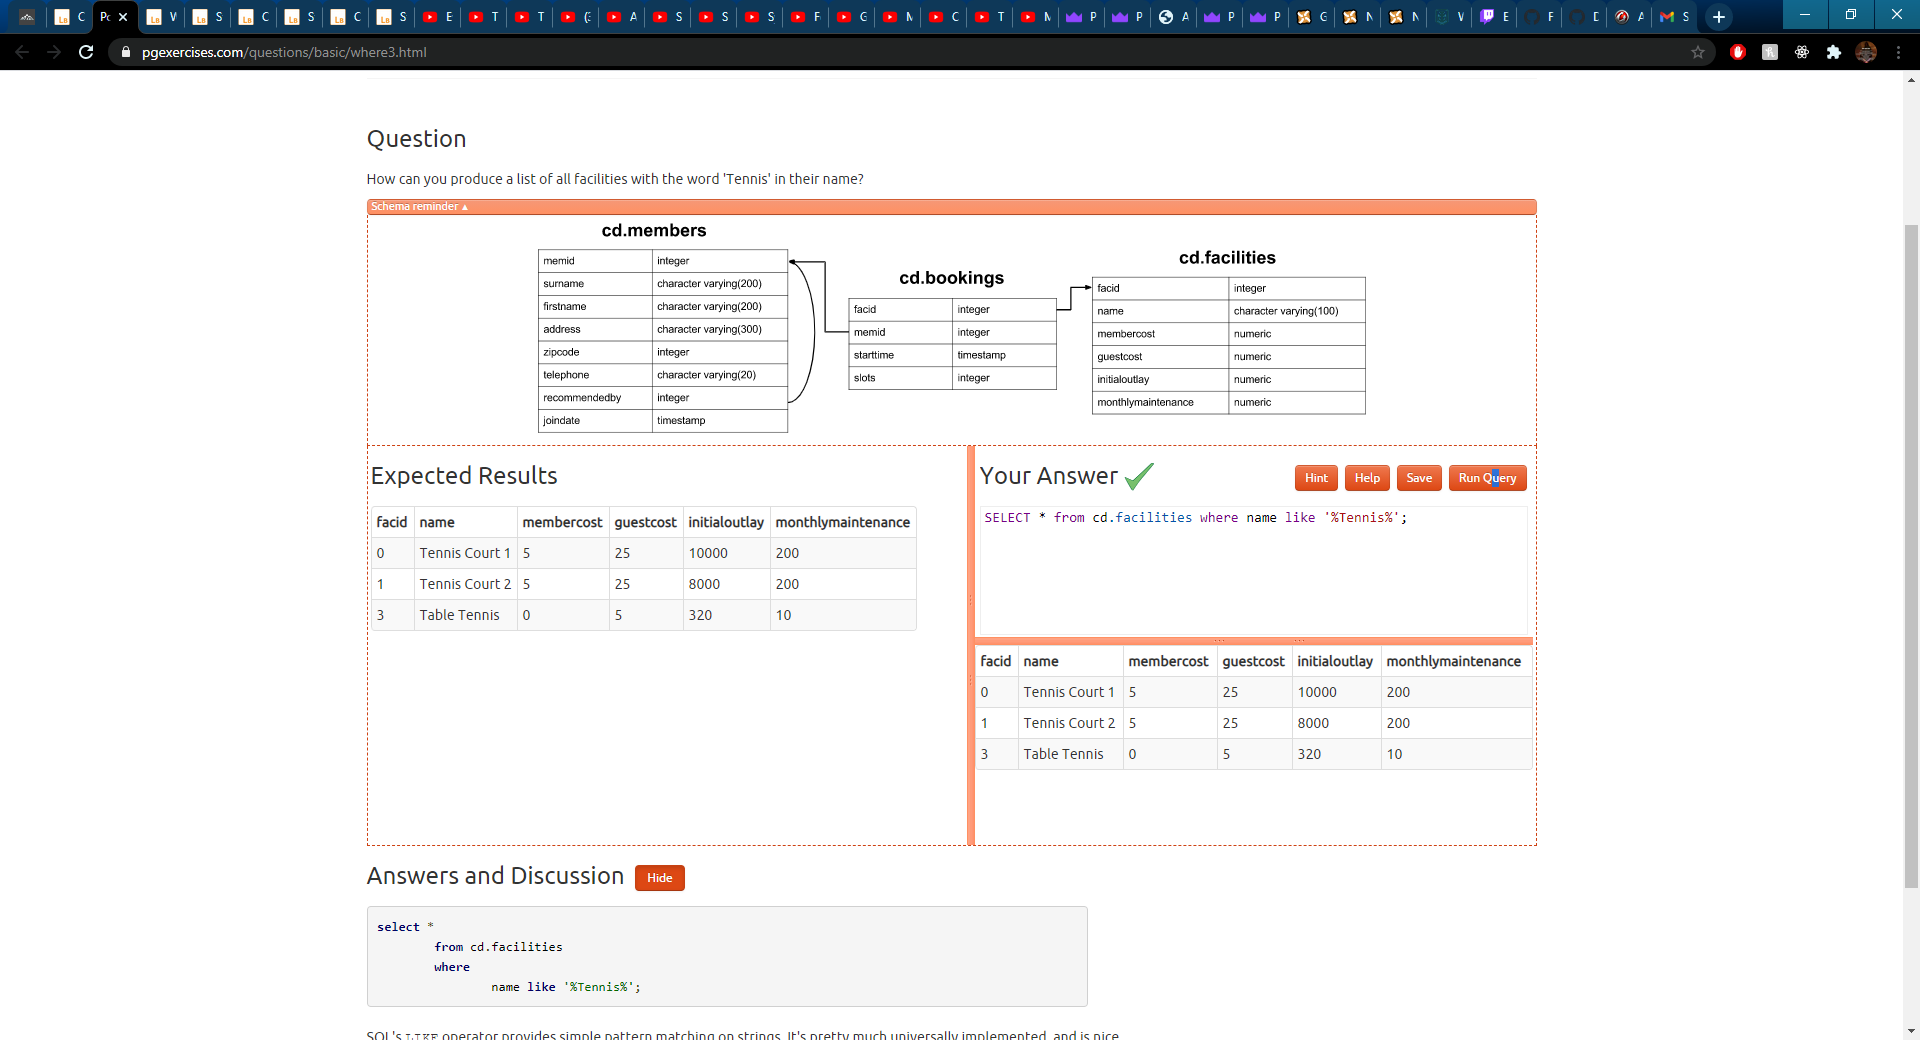 pgexercises.com/questions/basic/where3.html
Question
How can you produce a list of all facilities with the word 'Tennis' in their name?
Schema reminder ▴
cd.members
memid integer
surname character varying(200)
firstname character varying(200)
address character varying(300)
zipcode integer
telephone character varying(20)
recommendedby integer
joindate timestamp
cd.bookings
facid integer
memid integer
starttime timestamp
slots integer
cd.facilities
facid integer
name character varying(100)
membercost numeric
guestcost numeric
initialoutlay numeric
monthlymaintenance numeric
Expected Results
facid name membercost guestcost initialoutlay monthlymaintenance
0 Tennis Court 1 5 25 10000 200
1 Tennis Court 2 5 25 8000 200
3 Table Tennis 0 5 320 10
Your Answer
Hint Help Save Run Query
SELECT * from cd.facilities where name like '%Tennis%';
facid name membercost guestcost initialoutlay monthlymaintenance
0 Tennis Court 1 5 25 10000 200
1 Tennis Court 2 5 25 8000 200
3 Table Tennis 0 5 320 10
Answers and Discussion Hide
select *
from cd.facilities
where
name like '%Tennis%';
SQL's LIKE operator provides simple pattern matching on strings. It's pretty much universally implemented, and is nice